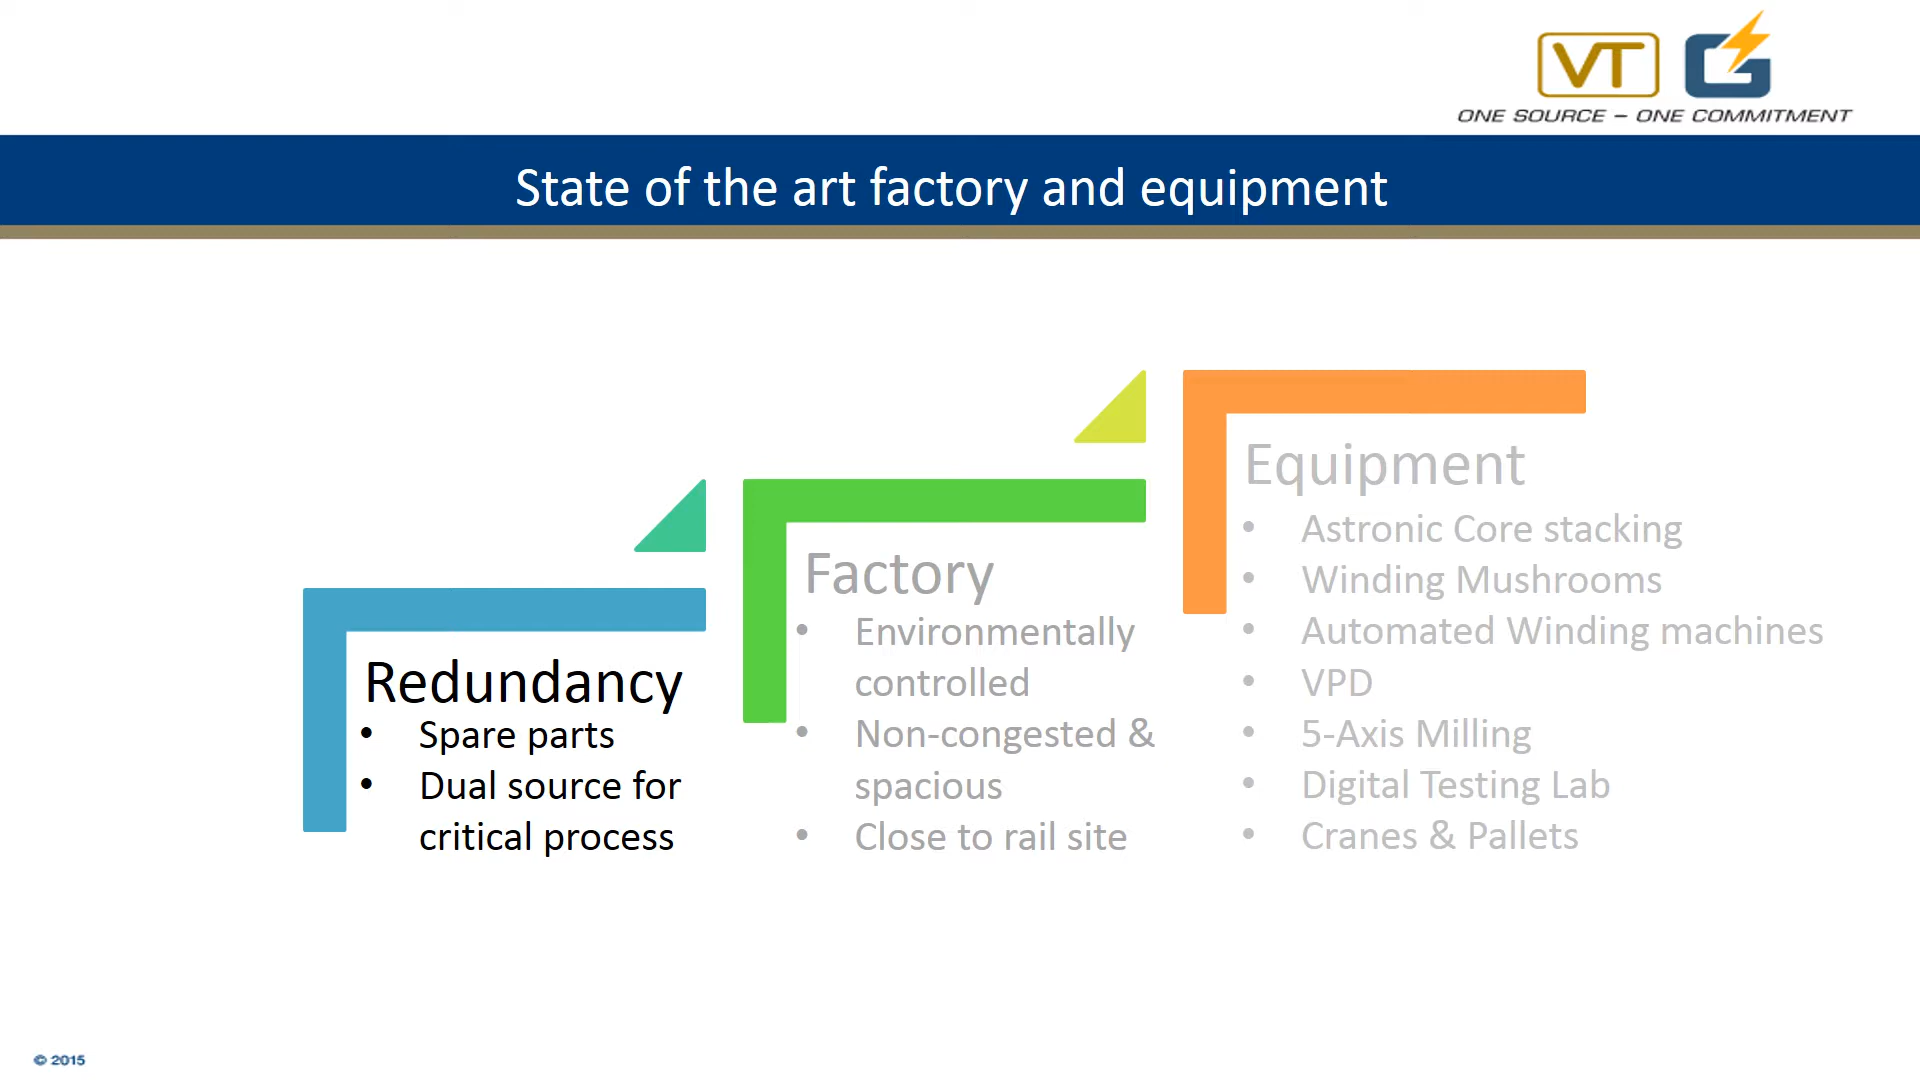 VT G
ONE SOURCE – ONE COMMITMENT
State of the art factory and equipment
Redundancy
• Spare parts
• Dual source for
critical process
Factory
• Environmentally
controlled
• Non-congested &
spacious
• Close to rail site
Equipment
• Astronic Core stacking
• Winding Mushrooms
• Automated Winding machines
• VPD
• 5-Axis Milling
• Digital Testing Lab
• Cranes & Pallets
© 2015